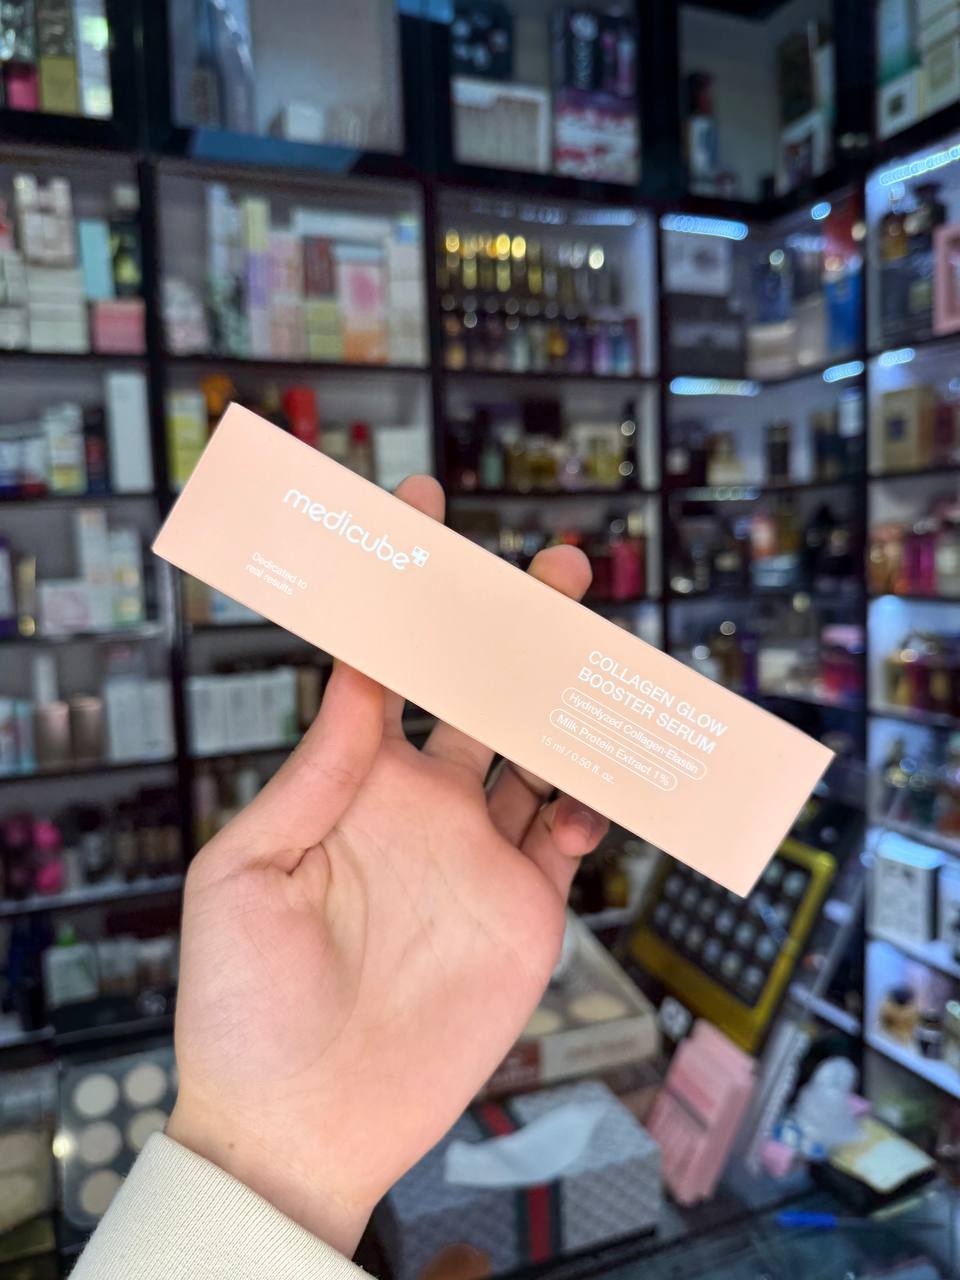 medicube
Dedicated to
real results
COLLAGEN GLOW
BOOSTER SERUM
Hydrolyzed Collagen·Elastin
Milk Protein Extract 1%
15 ml / 0.50 fl. oz.